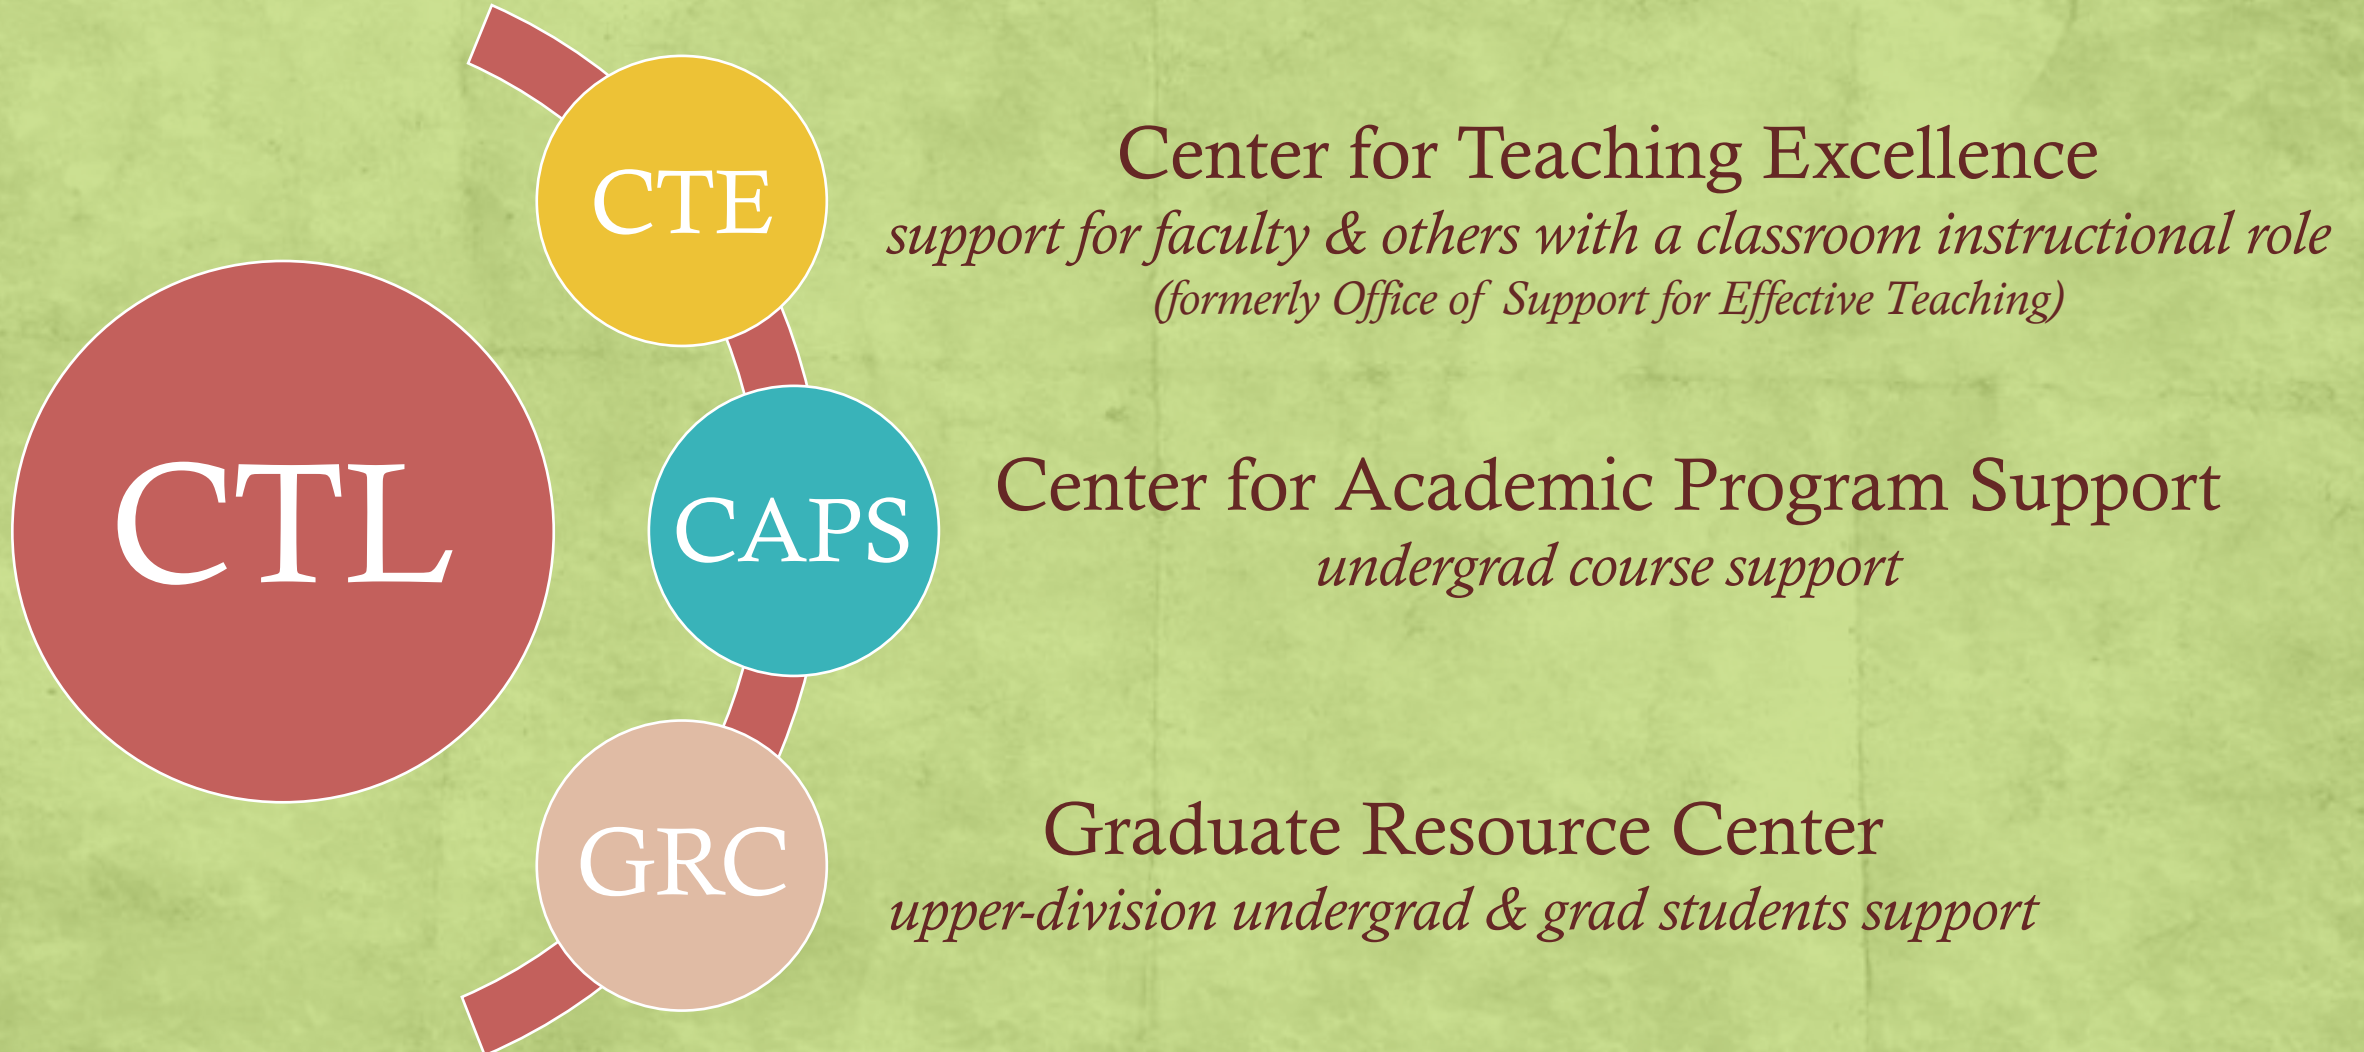 CTL
CTE
Center for Teaching Excellence
support for faculty & others with a classroom instructional role
(formerly Office of Support for Effective Teaching)
CAPS
Center for Academic Program Support
undergrad course support
GRC
Graduate Resource Center
upper-division undergrad & grad students support